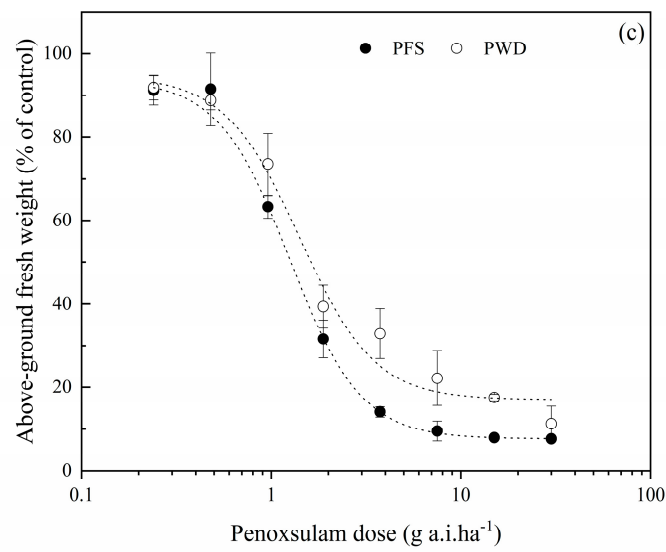 (c)
PFS PWD
100
80
60
40
20
0
0.1 1 10 100
Above-ground fresh weight (% of control)
Penoxsulam dose (g a.i.ha⁻¹)